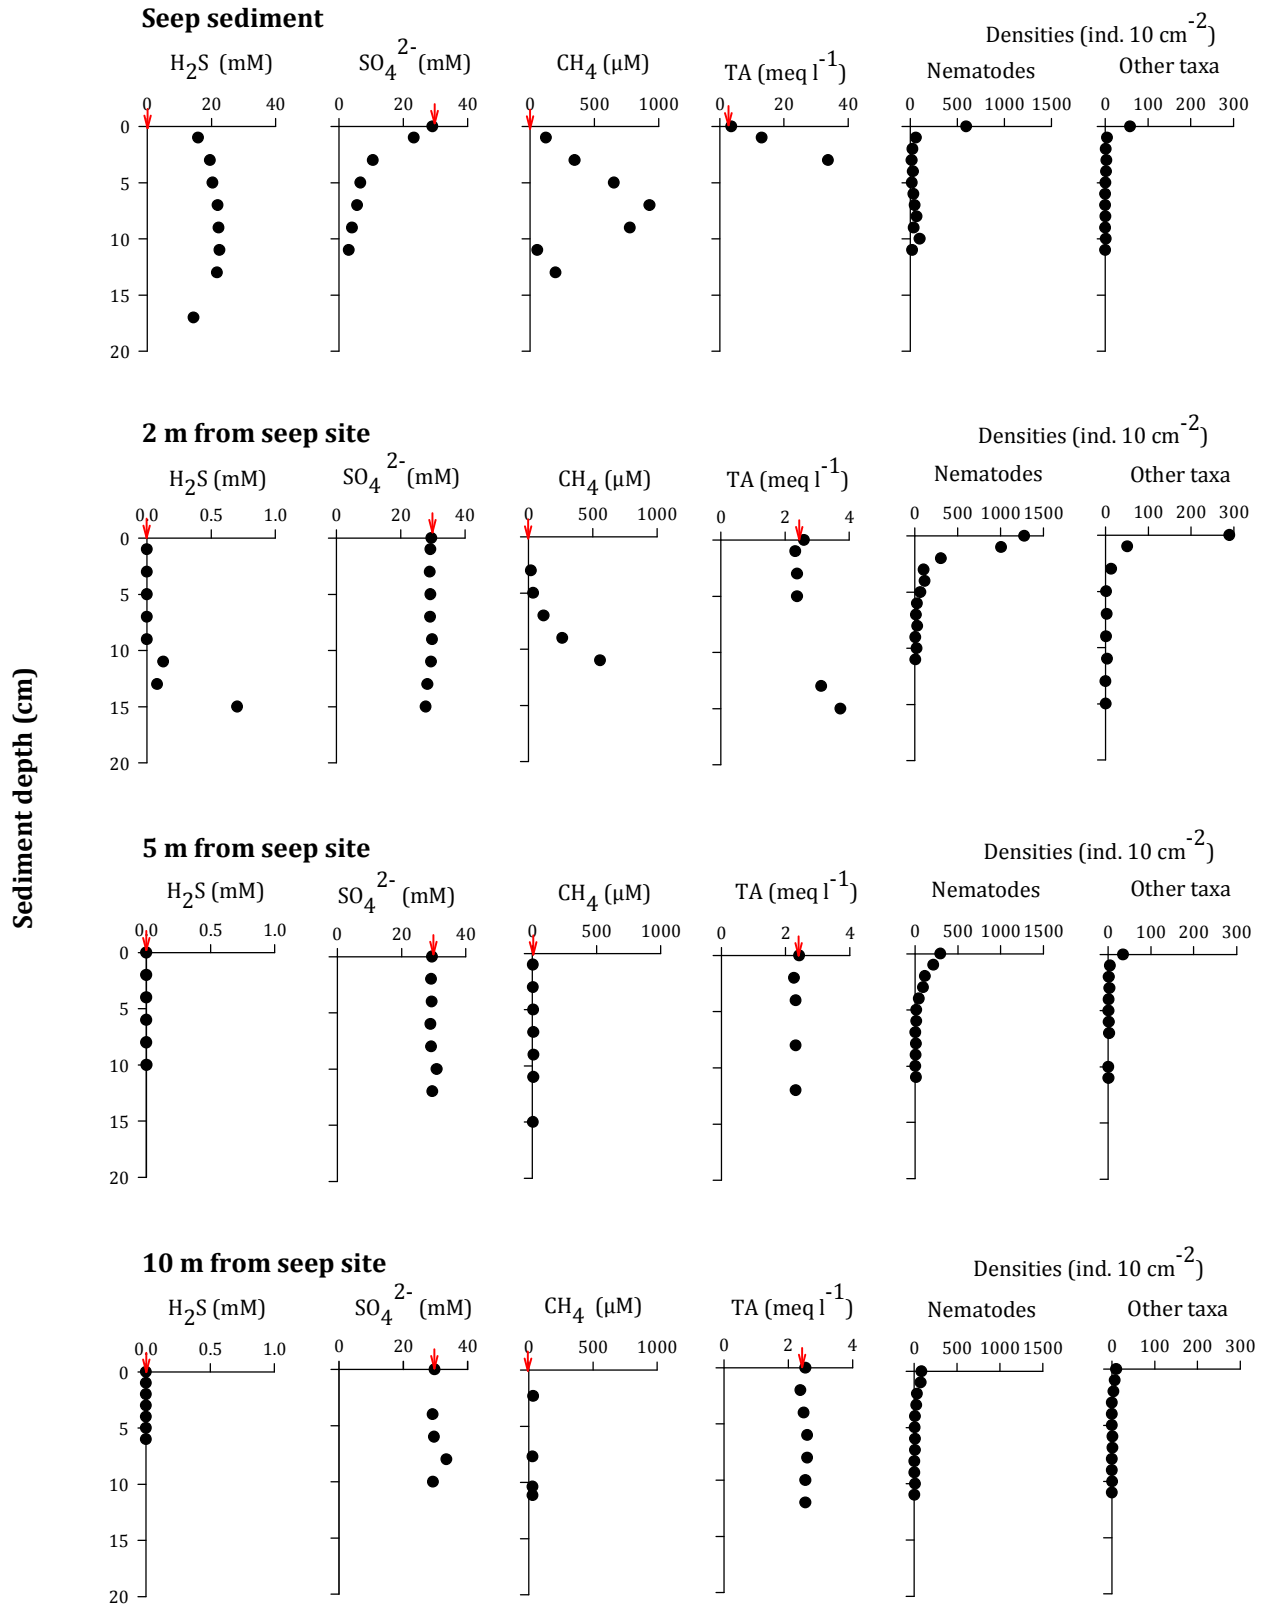 Seep sediment
Densities (ind. 10 cm-2)
H2S (mM) SO4 2- (mM) CH4 (μM) TA (meq l-1) Nematodes Other taxa
0 20 40 0 20 40 0 500 1000 0 20 40 0 500 1000 1500 0 100 200 300
0
5
10
15
20
2 m from seep site
Densities (ind. 10 cm-2)
H2S (mM) SO4 2- (mM) CH4 (μM) TA (meq l-1) Nematodes Other taxa
0 0.5 1.0 0 20 40 0 500 1000 0 2 4 0 500 1000 1500 0 100 200 300
0
5
10
15
20
Sediment depth (cm)
5 m from seep site
Densities (ind. 10 cm-2)
H2S (mM) SO4 2- (mM) CH4 (μM) TA (meq l-1) Nematodes Other taxa
0 0.5 1.0 0 20 40 0 500 1000 0 2 4 0 500 1000 1500 0 100 200 300
0
5
10
15
20
10 m from seep site
Densities (ind. 10 cm-2)
H2S (mM) SO4 2- (mM) CH4 (μM) TA (meq l-1) Nematodes Other taxa
0 0.5 1.0 0 20 40 0 500 1000 0 2 4 0 500 1000 1500 0 100 200 300
0
5
10
15
20